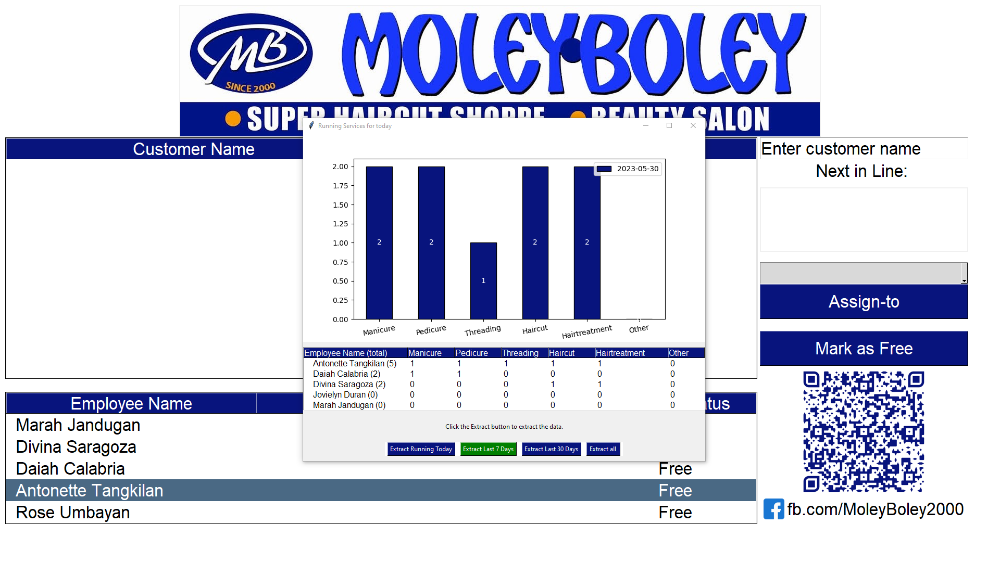 MB
SINCE 2000
MOLEY BOLEY
SUPER HAIRCUT SHOPPE BEAUTY SALON
Running Services for today
Customer Name
Enter customer name
Next in Line:
2023-05-30
2.00
1.75
1.50
1.25
1.00
0.75
0.50
0.25
0.00
2 2 1 2 2
Manicure Pedicure Threading Haircut Hairtreatment Other
Assign-to
Mark as Free
Employee Name (total) Manicure Pedicure Threading Haircut Hairtreatment Other
Antonette Tangkilan (5) 1 1 1 1 1 0
Daiah Calabria (2) 1 1 0 0 0 0
Divina Saragoza (2) 0 0 0 1 1 0
Jovielyn Duran (0) 0 0 0 0 0 0
Marah Jandugan (0) 0 0 0 0 0 0
Click the Extract button to extract the data.
Extract Running Today Extract Last 7 Days Extract Last 30 Days Extract all
Employee Name tus
Marah Jandugan
Divina Saragoza
Daiah Calabria Free
Antonette Tangkilan Free
Rose Umbayan Free
fb.com/MoleyBoley2000